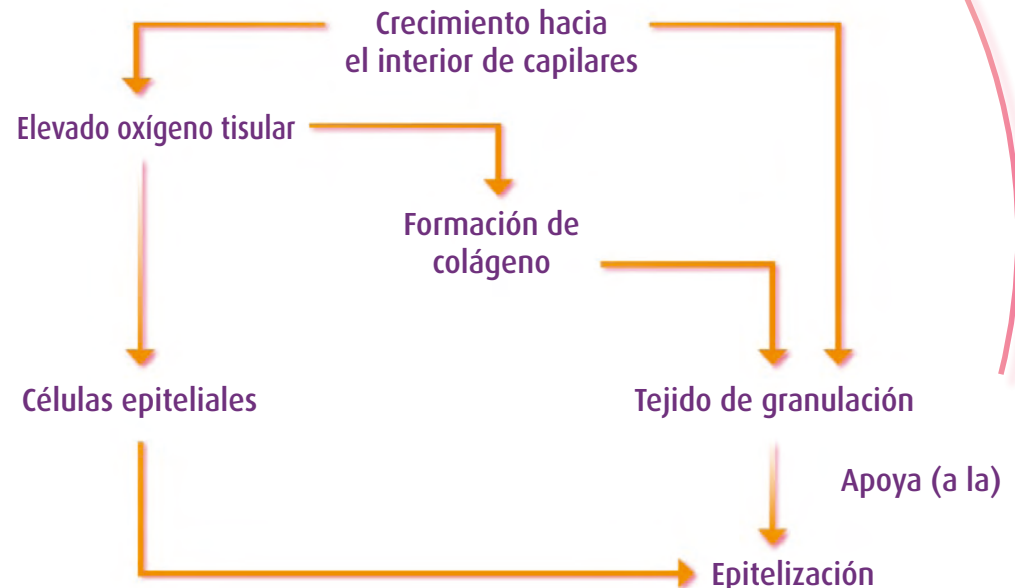 Crecimiento hacia
el interior de capilares
Elevado oxígeno tisular
Formación de
colágeno
Células epiteliales
Tejido de granulación
Apoya (a la)
Epitelización